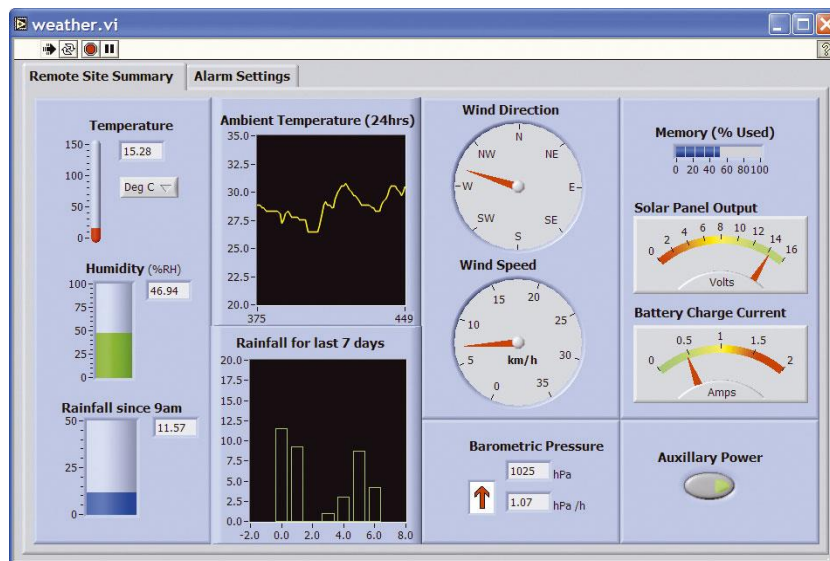 weather.vi
Remote Site Summary
Alarm Settings
Temperature
150
100
50
0
15.28
Deg C
Humidity (%RH)
100
75
50
25
0
46.94
Rainfall since 9am
50
25
0
11.57
Ambient Temperature (24hrs)
35.0
32.5
30.0
27.5
25.0
22.5
20.0
375 449
Rainfall for last 7 days
20.0
17.5
15.0
12.5
10.0
7.5
5.0
2.5
0.0
-2.0 0.0 2.0 4.0 6.0 8.0
Wind Direction
N
NW NE
W E
SW SE
S
Wind Speed
15 20
10 25
5 km/h 30
0 35
Barometric Pressure
1025 hPa
1.07 hPa /h
Memory (% Used)
0 20 40 60 80 100
Solar Panel Output
0 2 4 6 8 10 12 14 16
Volts
Battery Charge Current
0 0.5 1 1.5 2
Amps
Auxillary Power
?